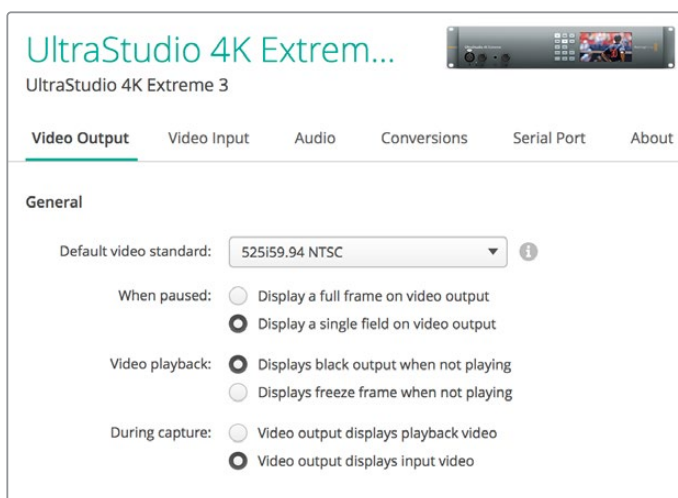 UltraStudio 4K Extrem...
UltraStudio 4K Extreme 3
Video Output Video Input Audio Conversions Serial Port About
General
Default video standard: 525i59.94 NTSC
When paused: Display a full frame on video output
Display a single field on video output
Video playback: Displays black output when not playing
Displays freeze frame when not playing
During capture: Video output displays playback video
Video output displays input video